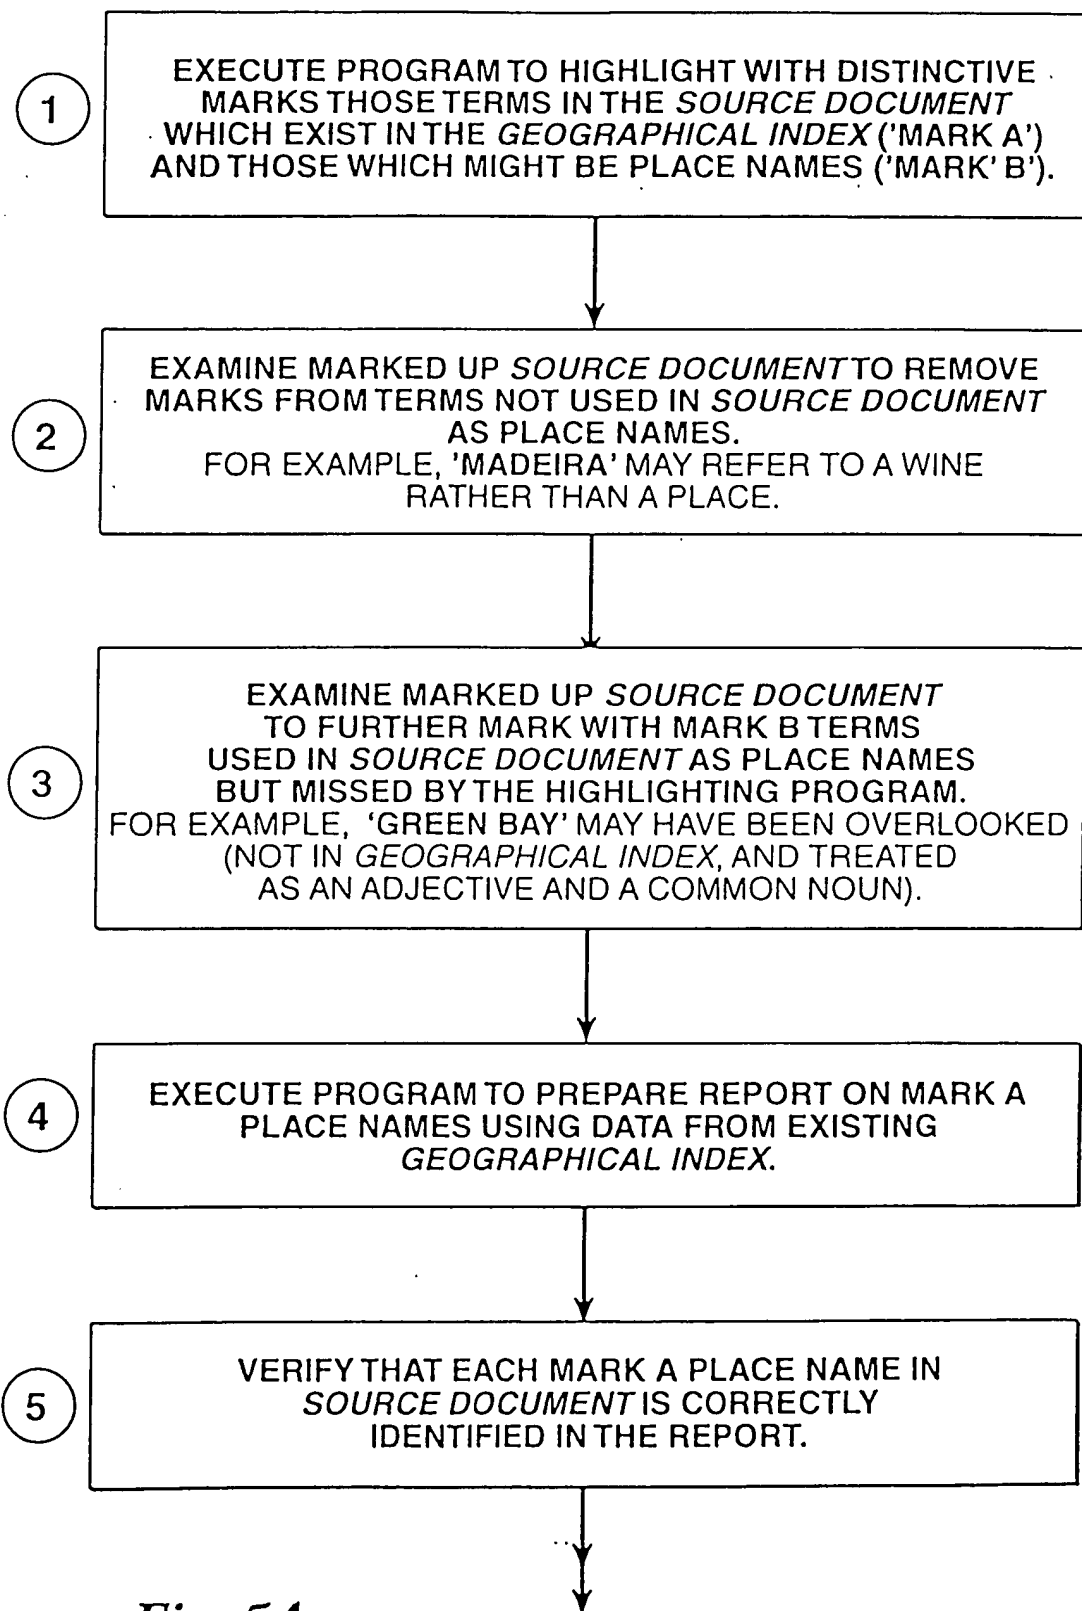 1
EXECUTE PROGRAM TO HIGHLIGHT WITH DISTINCTIVE
MARKS THOSE TERMS IN THE SOURCE DOCUMENT
WHICH EXIST IN THE GEOGRAPHICAL INDEX ('MARK A')
AND THOSE WHICH MIGHT BE PLACE NAMES ('MARK' B').
2
EXAMINE MARKED UP SOURCE DOCUMENT TO REMOVE
MARKS FROM TERMS NOT USED IN SOURCE DOCUMENT
AS PLACE NAMES.
FOR EXAMPLE, 'MADEIRA' MAY REFER TO A WINE
RATHER THAN A PLACE.
3
EXAMINE MARKED UP SOURCE DOCUMENT
TO FURTHER MARK WITH MARK B TERMS
USED IN SOURCE DOCUMENT AS PLACE NAMES
BUT MISSED BY THE HIGHLIGHTING PROGRAM.
FOR EXAMPLE, 'GREEN BAY' MAY HAVE BEEN OVERLOOKED
(NOT IN GEOGRAPHICAL INDEX, AND TREATED
AS AN ADJECTIVE AND A COMMON NOUN).
4
EXECUTE PROGRAM TO PREPARE REPORT ON MARK A
PLACE NAMES USING DATA FROM EXISTING
GEOGRAPHICAL INDEX.
5
VERIFY THAT EACH MARK A PLACE NAME IN
SOURCE DOCUMENT IS CORRECTLY
IDENTIFIED IN THE REPORT.
Fig. 5A